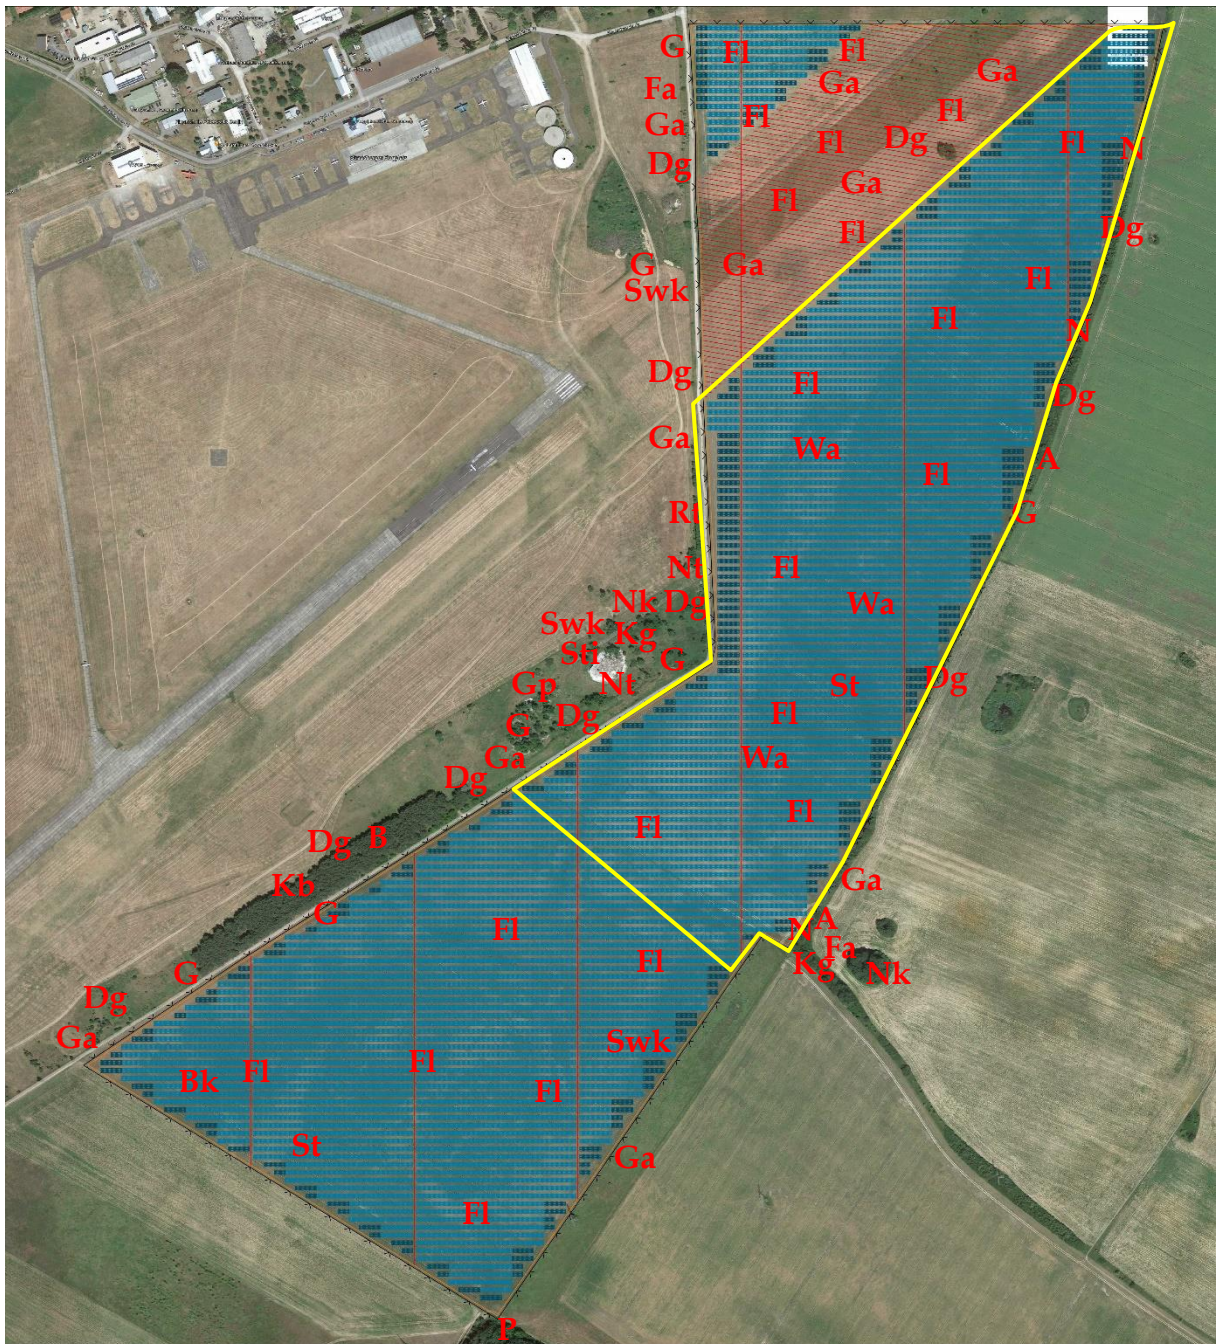 G Fl Fl
Fa Ga Ga
Ga Fl Fl Dg Fl Fl N
Dg Ga
Fl Fl Dg
G Ga Fl
Swk Fl
N
Dg Fl Dg
Ga Wa Fl A
Rt G
Nt Fl
Nk Dg Wa
Swk Kg
Sti G
Gp Nt St Dg
G Dg Fl
Ga Wa
Dg Fl Fl
Dg B
Kb Ga
G Fl N A
Fa
G Fl Kg Nk
Dg
Ga Swk
Bk Fl Fl Fl
St Ga
Fl
P